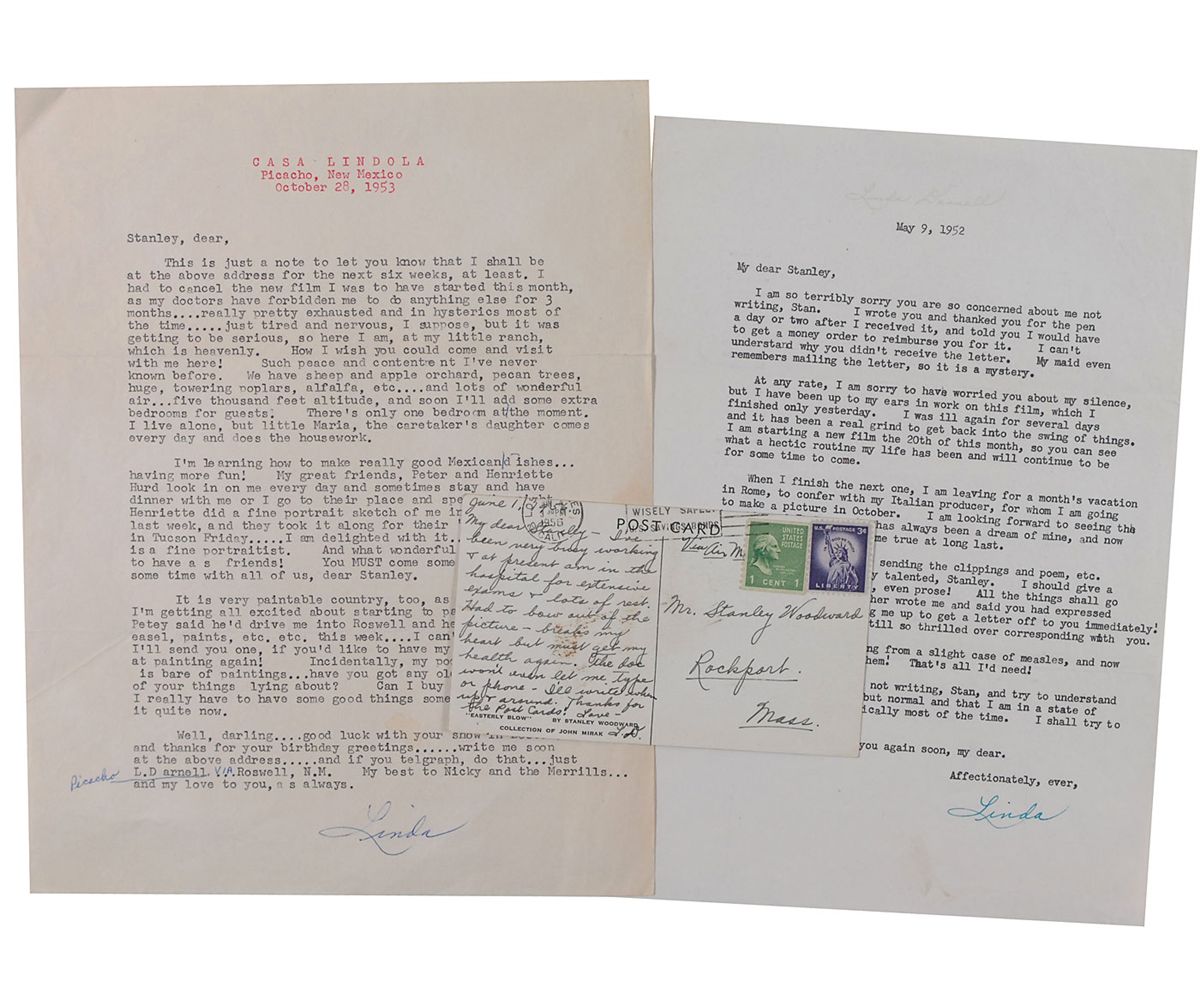 CASA LINDOLA
Picacho, New Mexico
October 28, 1953
Stanley, dear,
This is just a note to let you know that I shall be
at the above address for the next six weeks, at least. I
had to cancel the new film I was to have started this month,
as my doctors have forbidden me to do anything else for 3
months....really pretty exhausted and in hysterics most of
the time.....just tired and nervous, I suppose, but it was
getting to be serious, so here I am, at my little ranch,
which is heavenly. How I wish you could come and visit
with me here! Such peace and contentment I've never
known before. We have sheep and apple orchard, pecan trees,
huge, towering poplars, alfalfa, etc....and lots of wonderful
air...five thousand feet altitude, and soon I'll add some extra
bedrooms for guests. There's only one bedroom at/the moment.
I live alone, but little Maria, the caretaker's daughter comes
every day and does the housework.
I'm learning how to make really good Mexican dishes...
having more fun! My great friends, Peter and Henriette
Hurd look in on me every day and sometimes stay and have
dinner with me or I go to their place and spe
Henriette did a fine portrait sketch of me in
last week, and they took it along for their
in Tucson Friday.....I am delighted with it..
is a fine portraitist. And what wonderful
to have a s friends! You MUST come some
some time with all of us, dear Stanley.
It is very paintable country, too, as
I'm getting all excited about starting to pa
Petey said he'd drive me into Roswell and he
easel, paints, etc. etc. this week....I can'
I'll send you one, if you'd like to have my
at painting again! Incidentally, my po
is bare of paintings...have you got any ol
of your things lying about? Can I buy
I really have to have some good things some
it quite now.
Well, darling....good luck with your snow in
and thanks for your birthday greetings......write me soon
at the above address.....and if you telgraph, do that...just
Picacho L.D arnell VIA Roswell, N.M. My best to Nicky and the Merrills...
and my love to you,a s always.
Linda
June 1,
My dear Stanley - I've
been very busy working
& at present am in the
hospital for extensive
exams & lots of rest.
Had to bow out of the
picture - breaks my
heart but must get my
health again. The doc
won't even let me type
or phone - I'll write when
up & around. Thanks for
the Post Cards! Love -
L.D.
"EASTERLY BLOW" BY STANLEY WOODWARD
COLLECTION OF JOHN MIRAK
1956
CALIF
WISELY SAFELY
POST CARD
Via Air M
UNITED
STATES
POSTAGE
1 CENT 1
U.S. POSTAGE 3¢
LIBERTY
Mr. Stanley Woodward
Rockport.
Mass.
Linda Darnell
May 9, 1952
My dear Stanley,
I am so terribly sorry you are so concerned about me not
writing, Stan. I wrote you and thanked you for the pen
a day or two after I received it, and told you I would have
to get a money order to reimburse you for it. I can't
understand why you didn't receive the letter. My maid even
remembers mailing the letter, so it is a mystery.
At any rate, I am sorry to have worried you about my silence,
but I have been up to my ears in work on this film, which I
finished only yesterday. I was ill again for several days
and it has been a real grind to get back into the swing of things.
I am starting a new film the 20th of this month, so you can see
what a hectic routine my life has been and will continue to be
for some time to come.
When I finish the next one, I am leaving for a month's vacation
in Rome, to confer with my Italian producer, for whom I am going
to make a picture in October. I am looking forward to seeing the
has always been a dream of mine, and now
me true at long last.
sending the clippings and poem, etc.
y talented, Stanley. I should give a
, even prose! All the things shall go
her wrote me and said you had expressed
g me up to get a letter off to you immediately!
till so thrilled over corresponding with you.
ng from a slight case of measles, and now
hem! That's all I'd need!
not writing, Stan, and try to understand
but normal and that I am in a state of
ically most of the time. I shall try to
you again soon, my dear.
Affectionately, ever,
Linda